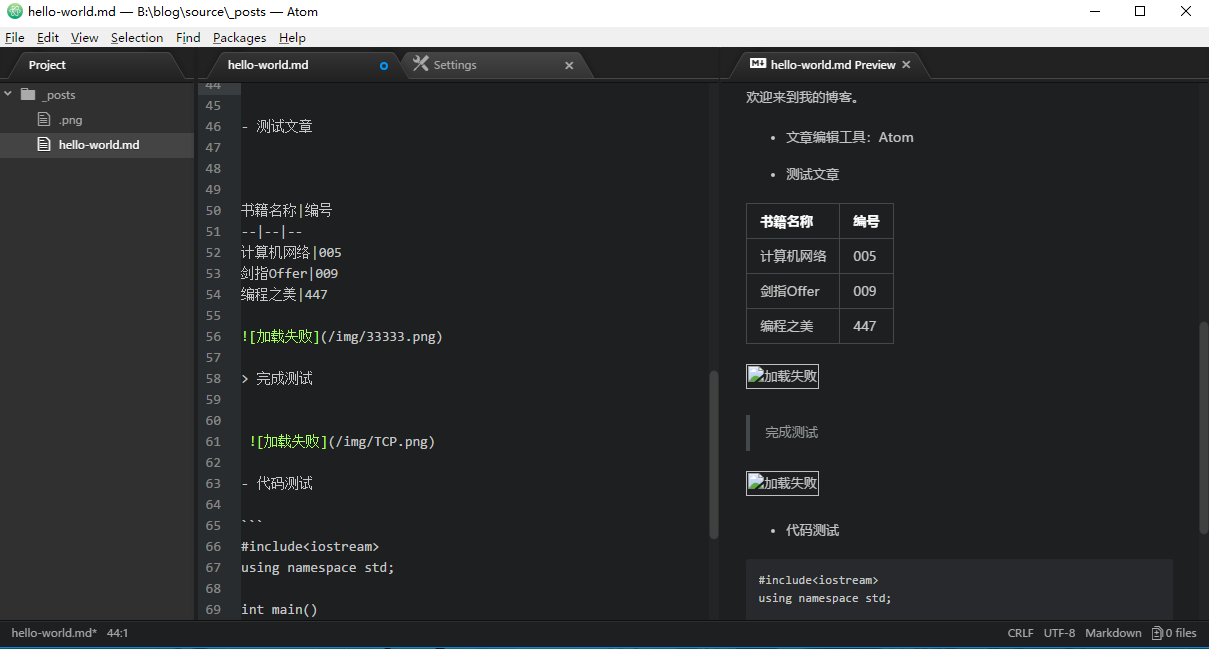 hello-world.md — B:\blog\source\_posts — Atom
File Edit View Selection Find Packages Help
Project
hello-world.md
Settings
hello-world.md Preview
_posts
.png
hello-world.md
44
45
46 - 测试文章
47
48
49
50 书籍名称|编号
51 --|--|--
52 计算机网络|005
53 剑指Offer|009
54 编程之美|447
55
56 ![加载失败](/img/33333.png)
57
58 > 完成测试
59
60
61 ![加载失败](/img/TCP.png)
62
63 - 代码测试
64
65 ```
66 #include<iostream>
67 using namespace std;
68
69 int main()
欢迎来到我的博客。
• 文章编辑工具：Atom
• 测试文章
书籍名称 编号
计算机网络 005
剑指Offer 009
编程之美 447
加载失败
完成测试
加载失败
• 代码测试
#include<iostream>
using namespace std;
hello-world.md* 44:1
CRLF UTF-8 Markdown 0 files